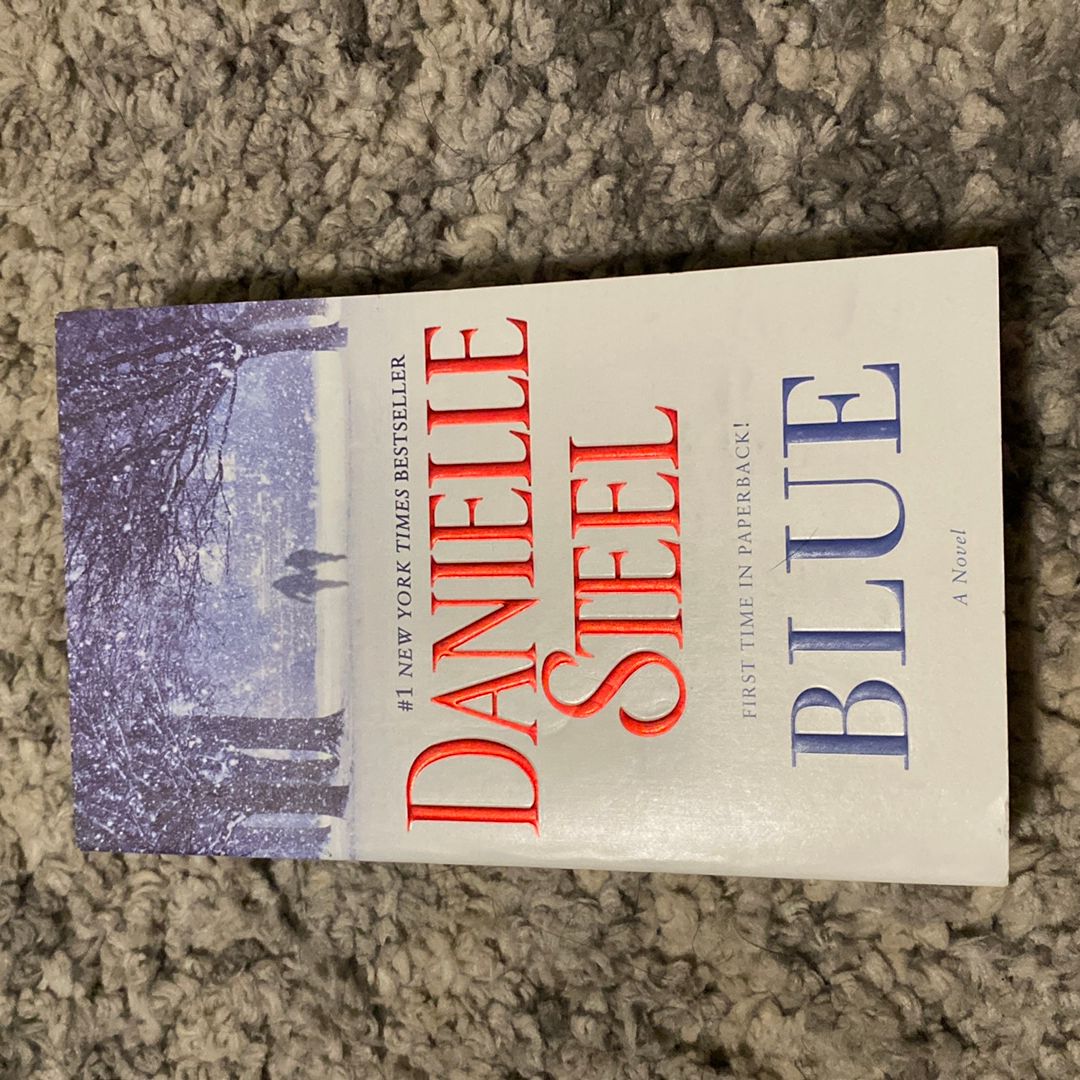 #1 NEW YORK TIMES BESTSELLER
DANIELLE
STEEL
FIRST TIME IN PAPERBACK!
BLUE
A Novel